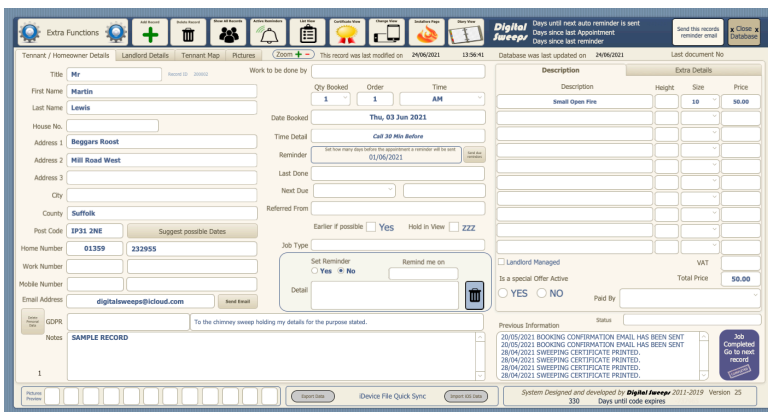 Extra Functions
Add Record
Delete Record
Show All Records
Active Reminders
List View
Certificate View
Change View
Installers Page
Diary View
Digital Sweeps
Days until next auto reminder is sent
Days since last Appointment
Days since last reminder
Send this records reminder email
x Close x
Database
Tennant / Homeowner Details
Landlord Details
Tennant Map
Pictures
Zoom + −
This record was last modified on 24/06/2021 13:56:41
Database was last updated on 24/06/2021
Last document No
Title Mr
Record ID
First Name Martin
Last Name Lewis
House No.
Address 1 Beggars Roost
Address 2 Mill Road West
Address 3
City
County Suffolk
Post Code IP31 2NE
Suggest possible Dates
Home Number 01359 232955
Work Number
Mobile Number
Email Address digitalsweeps@icloud.com
Send Email
GDPR
To the chimney sweep holding my details for the purpose stated.
Notes SAMPLE RECORD
1
Work to be done by
Qty Booked Order Time
1 1 AM
Date Booked Thu, 03 Jun 2021
Time Detail Call 30 Min Before
Reminder
Set how many days before the appointment a reminder will be sent
01/06/2021
Last Done
Next Due
Referred From
Earlier if possible Yes Hold in View zzz
Job Type
Set Reminder Remind me on
Yes No
Detail
Description Extra Details
Description Height Size Price
Small Open Fire 10 50.00
Landlord Managed
VAT
Is a special Offer Active
Total Price 50.00
YES NO
Paid By
Status
Previous Information
20/05/2021 BOOKING CONFIRMATION EMAIL HAS BEEN SENT
20/05/2021 BOOKING CONFIRMATION EMAIL HAS BEEN SENT
28/04/2021 SWEEPING CERTIFICATE PRINTED.
28/04/2021 SWEEPING CERTIFICATE PRINTED.
28/04/2021 SWEEPING CERTIFICATE PRINTED.
Job
Completed
Go to next
record
Pictures
Preview
Export Data
iDevice File Quick Sync
Import iOS Data
System Designed and developed by Digital Sweeps 2011-2019 Version 25
330 Days until code expires